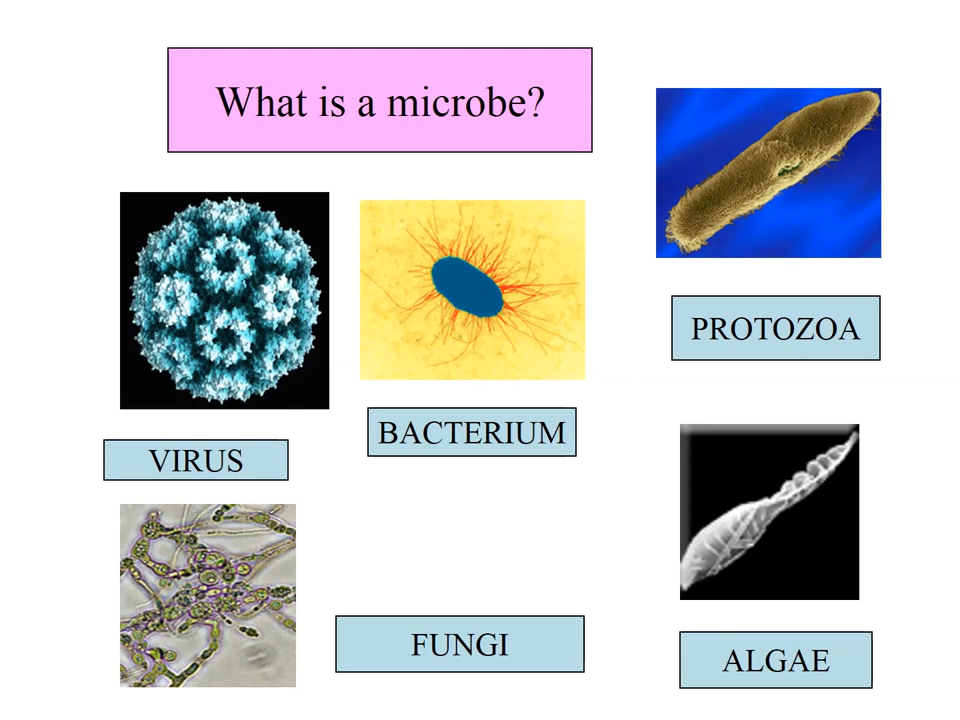 What is a microbe?
PROTOZOA
BACTERIUM
VIRUS
FUNGI
ALGAE